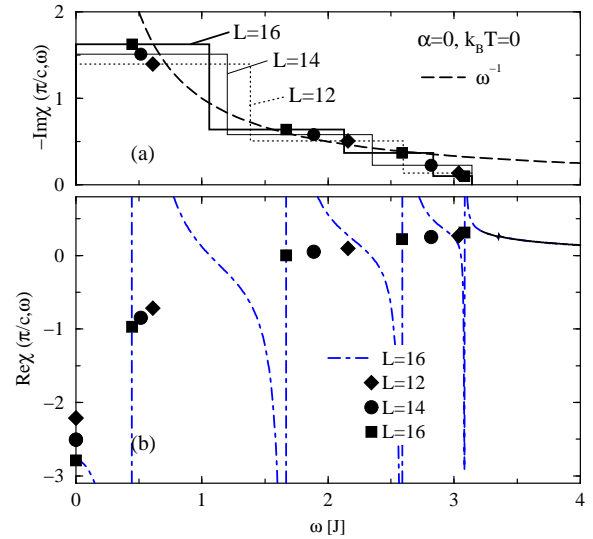 −Imχ (π/c,ω)
2
1
0
L=16
L=14
L=12
α=0, k_BT=0
ω⁻¹
(a)
Reχ (π/c,ω)
0
−1
−2
−3
L=16
L=12
L=14
L=16
(b)
0 1 2 3 4
ω [J]